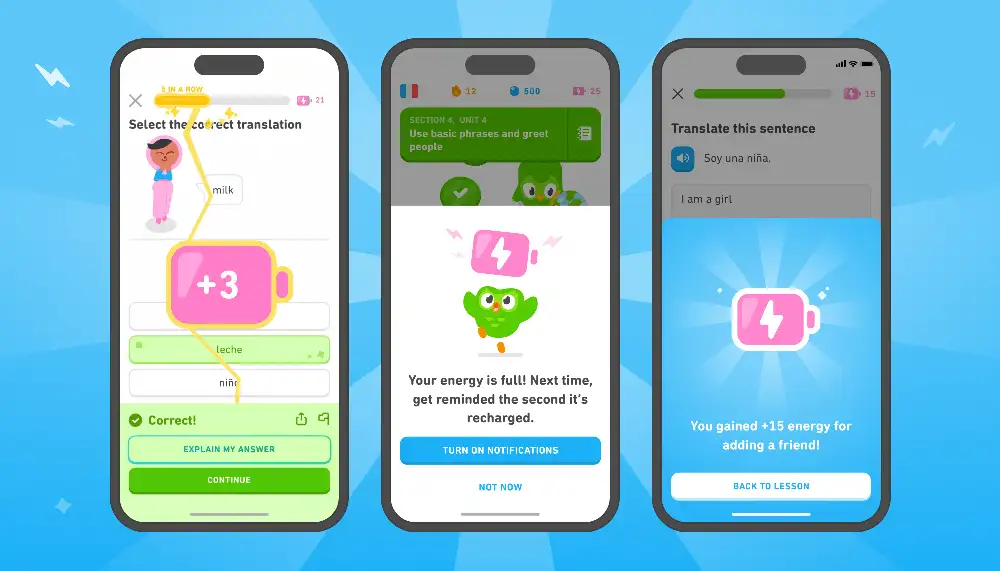 5 IN A ROW
21
Select the correct translation
milk
+3
leche
niño
Correct!
EXPLAIN MY ANSWER
CONTINUE
12
500
25
SECTION 4, UNIT 4
Use basic phrases and greet
people
Your energy is full! Next time,
get reminded the second it's
recharged.
TURN ON NOTIFICATIONS
NOT NOW
15
Translate this sentence
Soy una niña.
I am a girl
You gained +15 energy for
adding a friend!
BACK TO LESSON